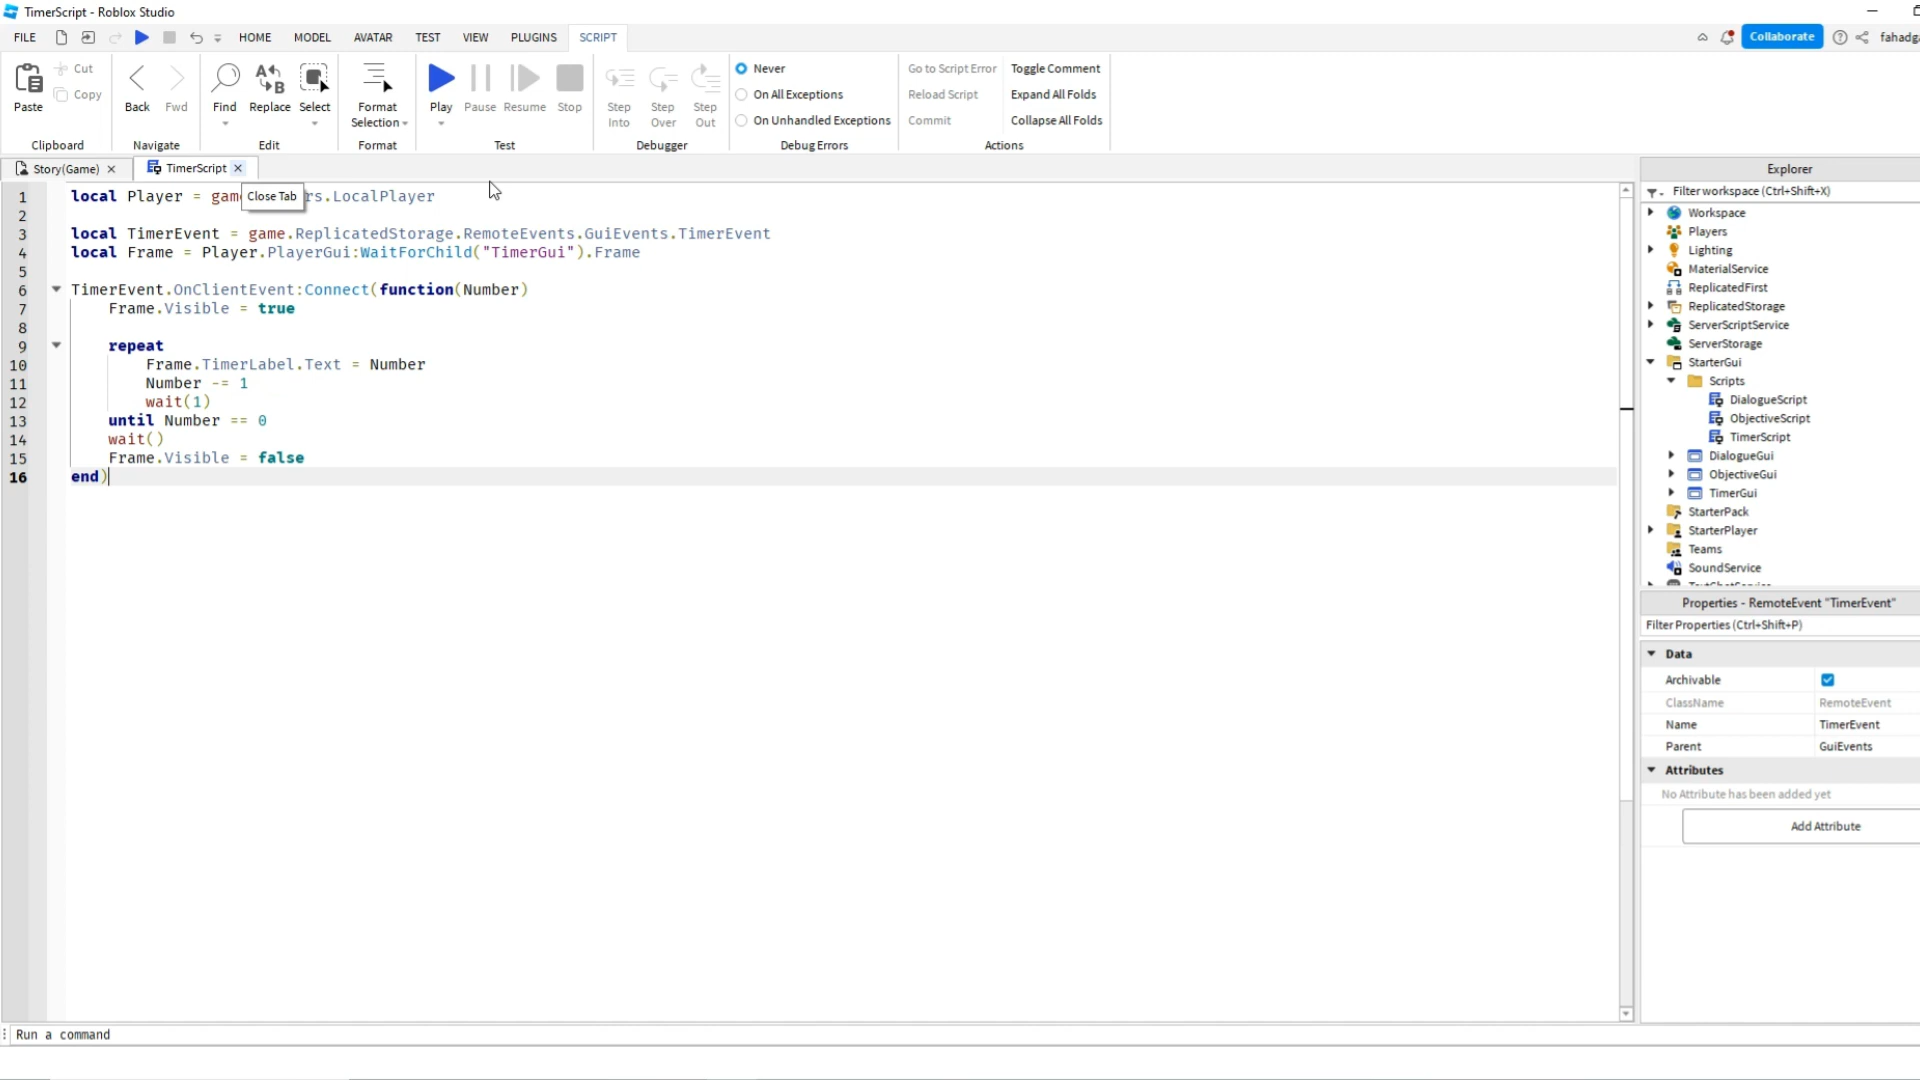 TimerScript - Roblox Studio
FILE HOME MODEL AVATAR TEST VIEW PLUGINS SCRIPT Collaborate
Paste Cut Copy
Back Fwd
Find Replace Select
Format Selection
Play Pause Resume Stop
Step Into Step Over Step Out
Never
On All Exceptions
On Unhandled Exceptions
Go to Script Error Toggle Comment
Reload Script Expand All Folds
Commit Collapse All Folds
Clipboard Navigate Edit Format Test Debugger Debug Errors Actions
Story(Game) TimerScript
Close Tab
1 local Player = rs.LocalPlayer
2
3 local TimerEvent = game.ReplicatedStorage.RemoteEvents.GuiEvents.TimerEvent
4 local Frame = Player.PlayerGui:WaitForChild("TimerGui").Frame
5
6 TimerEvent.OnClientEvent:Connect(function(Number)
7 Frame.Visible = true
8
9 repeat
10 Frame.TimerLabel.Text = Number
11 Number -= 1
12 wait(1)
13 until Number == 0
14 wait()
15 Frame.Visible = false
16 end)
Explorer
Filter workspace (Ctrl+Shift+X)
Workspace
Players
Lighting
MaterialService
ReplicatedFirst
ReplicatedStorage
ServerScriptService
ServerStorage
StarterGui
Scripts
DialogueScript
ObjectiveScript
TimerScript
DialogueGui
ObjectiveGui
TimerGui
StarterPack
StarterPlayer
Teams
SoundService
Properties - RemoteEvent "TimerEvent"
Filter Properties (Ctrl+Shift+P)
Data
Archivable
ClassName RemoteEvent
Name TimerEvent
Parent GuiEvents
Attributes
No Attribute has been added yet
Add Attribute
Run a command